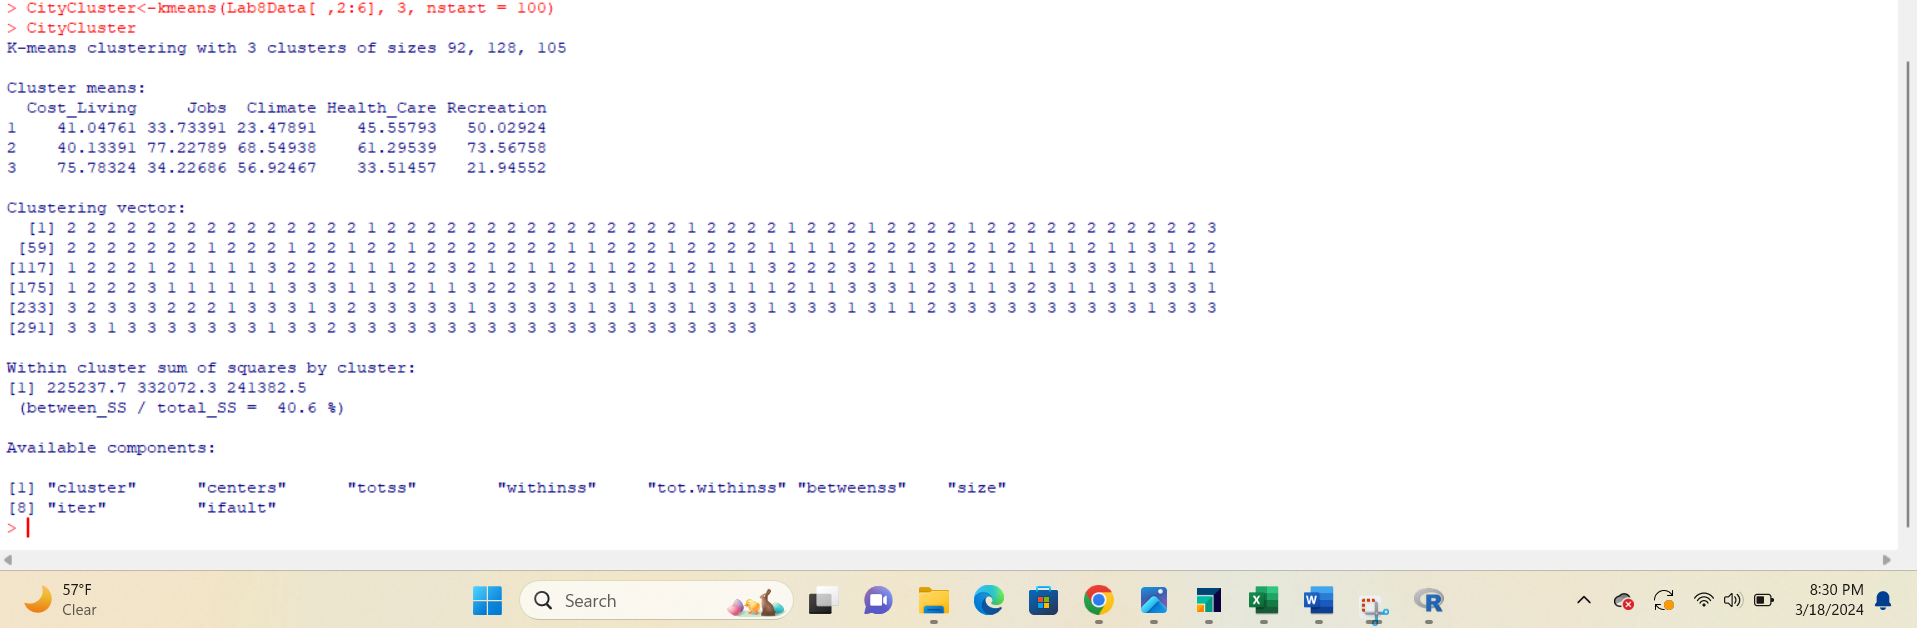 > CityCluster<-kmeans(Lab8Data[ ,2:6], 3, nstart = 100)
> CityCluster
K-means clustering with 3 clusters of sizes 92, 128, 105
Cluster means:
  Cost_Living     Jobs  Climate Health_Care Recreation
1    41.04761 33.73391 23.47891    45.55793   50.02924
2    40.13391 77.22789 68.54938    61.29539   73.56758
3    75.78324 34.22686 56.92467    33.51457   21.94552
Clustering vector:
  [1] 2 2 2 2 2 2 2 2 2 2 2 2 2 2 2 1 2 2 2 2 2 2 2 2 2 2 2 2 2 2 2 1 2 2 2 2 1 2 2 2 1 2 2 2 2 1 2 2 2 2 2 2 2 2 2 2 2 3
 [59] 2 2 2 2 2 2 2 1 2 2 2 1 2 2 1 2 2 1 2 2 2 2 2 2 2 1 1 2 2 2 1 2 2 2 2 1 1 1 1 2 2 2 2 2 2 2 1 2 1 1 1 2 1 1 3 1 2 2
[117] 1 2 2 2 1 2 1 1 1 1 3 2 2 2 1 1 1 2 2 3 2 1 2 1 1 2 1 1 2 2 1 2 1 1 1 3 2 2 2 3 2 1 1 3 1 2 1 1 1 1 3 3 3 1 3 1 1 1
[175] 1 2 2 2 3 1 1 1 1 1 1 3 3 3 1 1 3 2 1 1 3 2 2 3 2 1 3 1 3 1 3 1 3 1 1 1 2 1 1 3 3 3 1 2 3 1 1 3 2 3 1 1 3 1 3 3 3 1
[233] 3 2 3 3 3 2 2 2 1 3 3 3 1 3 2 3 3 3 3 3 1 3 3 3 3 3 1 3 1 3 3 1 3 3 3 1 3 3 3 1 3 1 1 2 3 3 3 3 3 3 3 3 3 3 1 3 3 3
[291] 3 3 1 3 3 3 3 3 3 3 1 3 3 2 3 3 3 3 3 3 3 3 3 3 3 3 3 3 3 3 3 3 3 3 3
Within cluster sum of squares by cluster:
[1] 225237.7 332072.3 241382.5
 (between_SS / total_SS =  40.6 %)
Available components:
[1] "cluster"      "centers"      "totss"        "withinss"     "tot.withinss" "betweenss"    "size"
[8] "iter"         "ifault"
>
57°F
Clear
Search
8:30 PM
3/18/2024